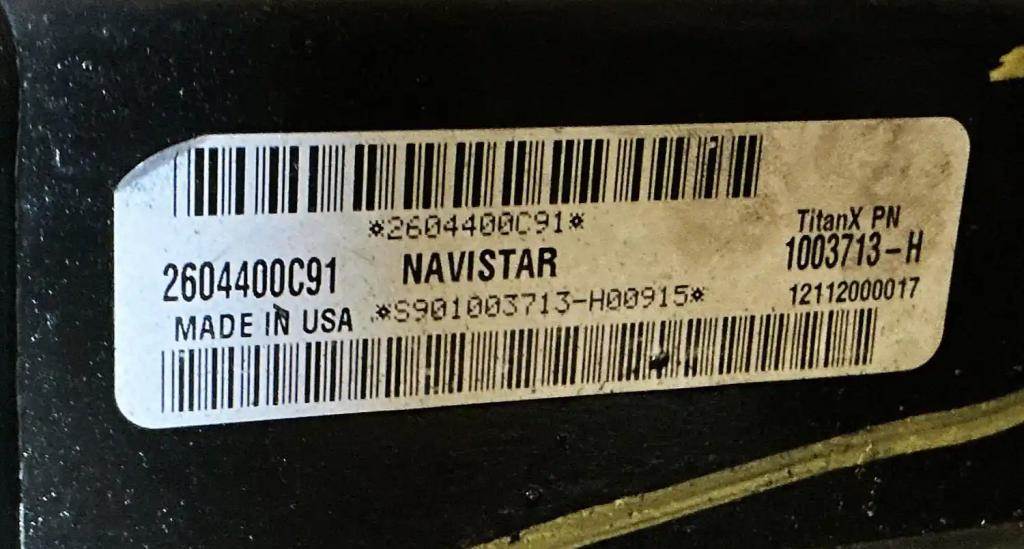 *2604400C91*
TitanX PN
2604400C91
NAVISTAR
1003713-H
MADE IN USA
*S901003713-H00915*
12112000017